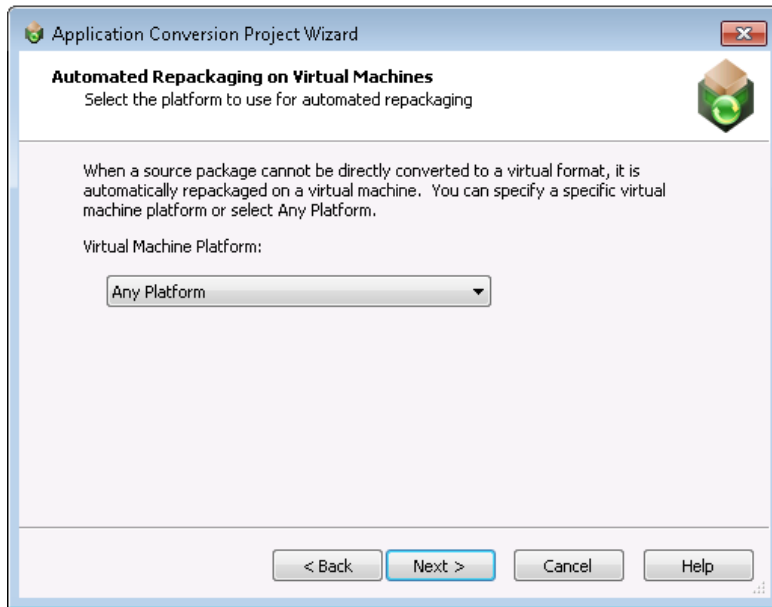 Application Conversion Project Wizard
Automated Repackaging on Virtual Machines
Select the platform to use for automated repackaging
When a source package cannot be directly converted to a virtual format, it is
automatically repackaged on a virtual machine.  You can specify a specific virtual
machine platform or select Any Platform.
Virtual Machine Platform:
Any Platform
< Back
Next >
Cancel
Help